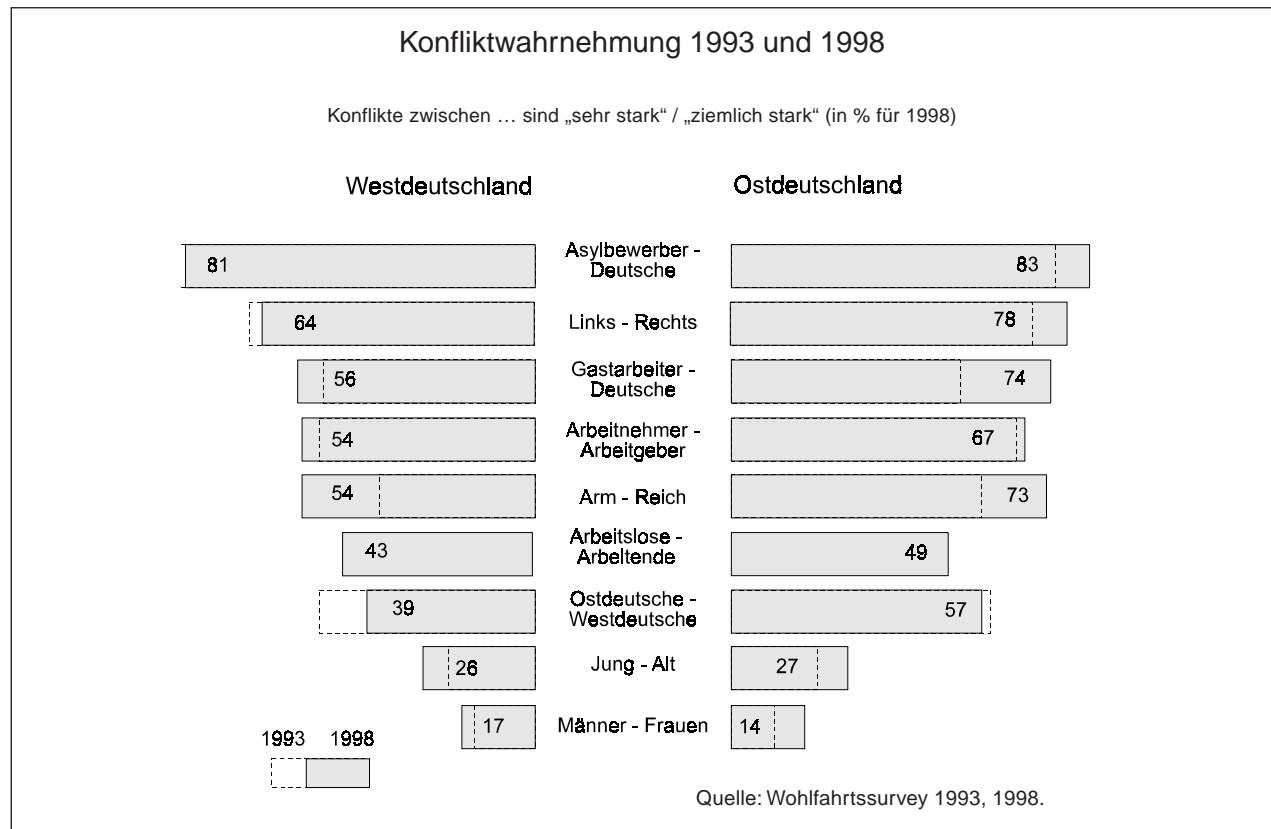 Konfliktwahrnehmung 1993 und 1998
Konflikte zwischen … sind „sehr stark“ / „ziemlich stark“ (in % für 1998)
Westdeutschland
Ostdeutschland
81
Asylbewerber -
Deutsche
83
64
Links - Rechts
78
56
Gastarbeiter -
Deutsche
74
54
Arbeitnehmer -
Arbeitgeber
67
54
Arm - Reich
73
43
Arbeitslose -
Arbeitende
49
39
Ostdeutsche -
Westdeutsche
57
26
Jung - Alt
27
17
Männer - Frauen
14
1993 1998
Quelle: Wohlfahrtssurvey 1993, 1998.